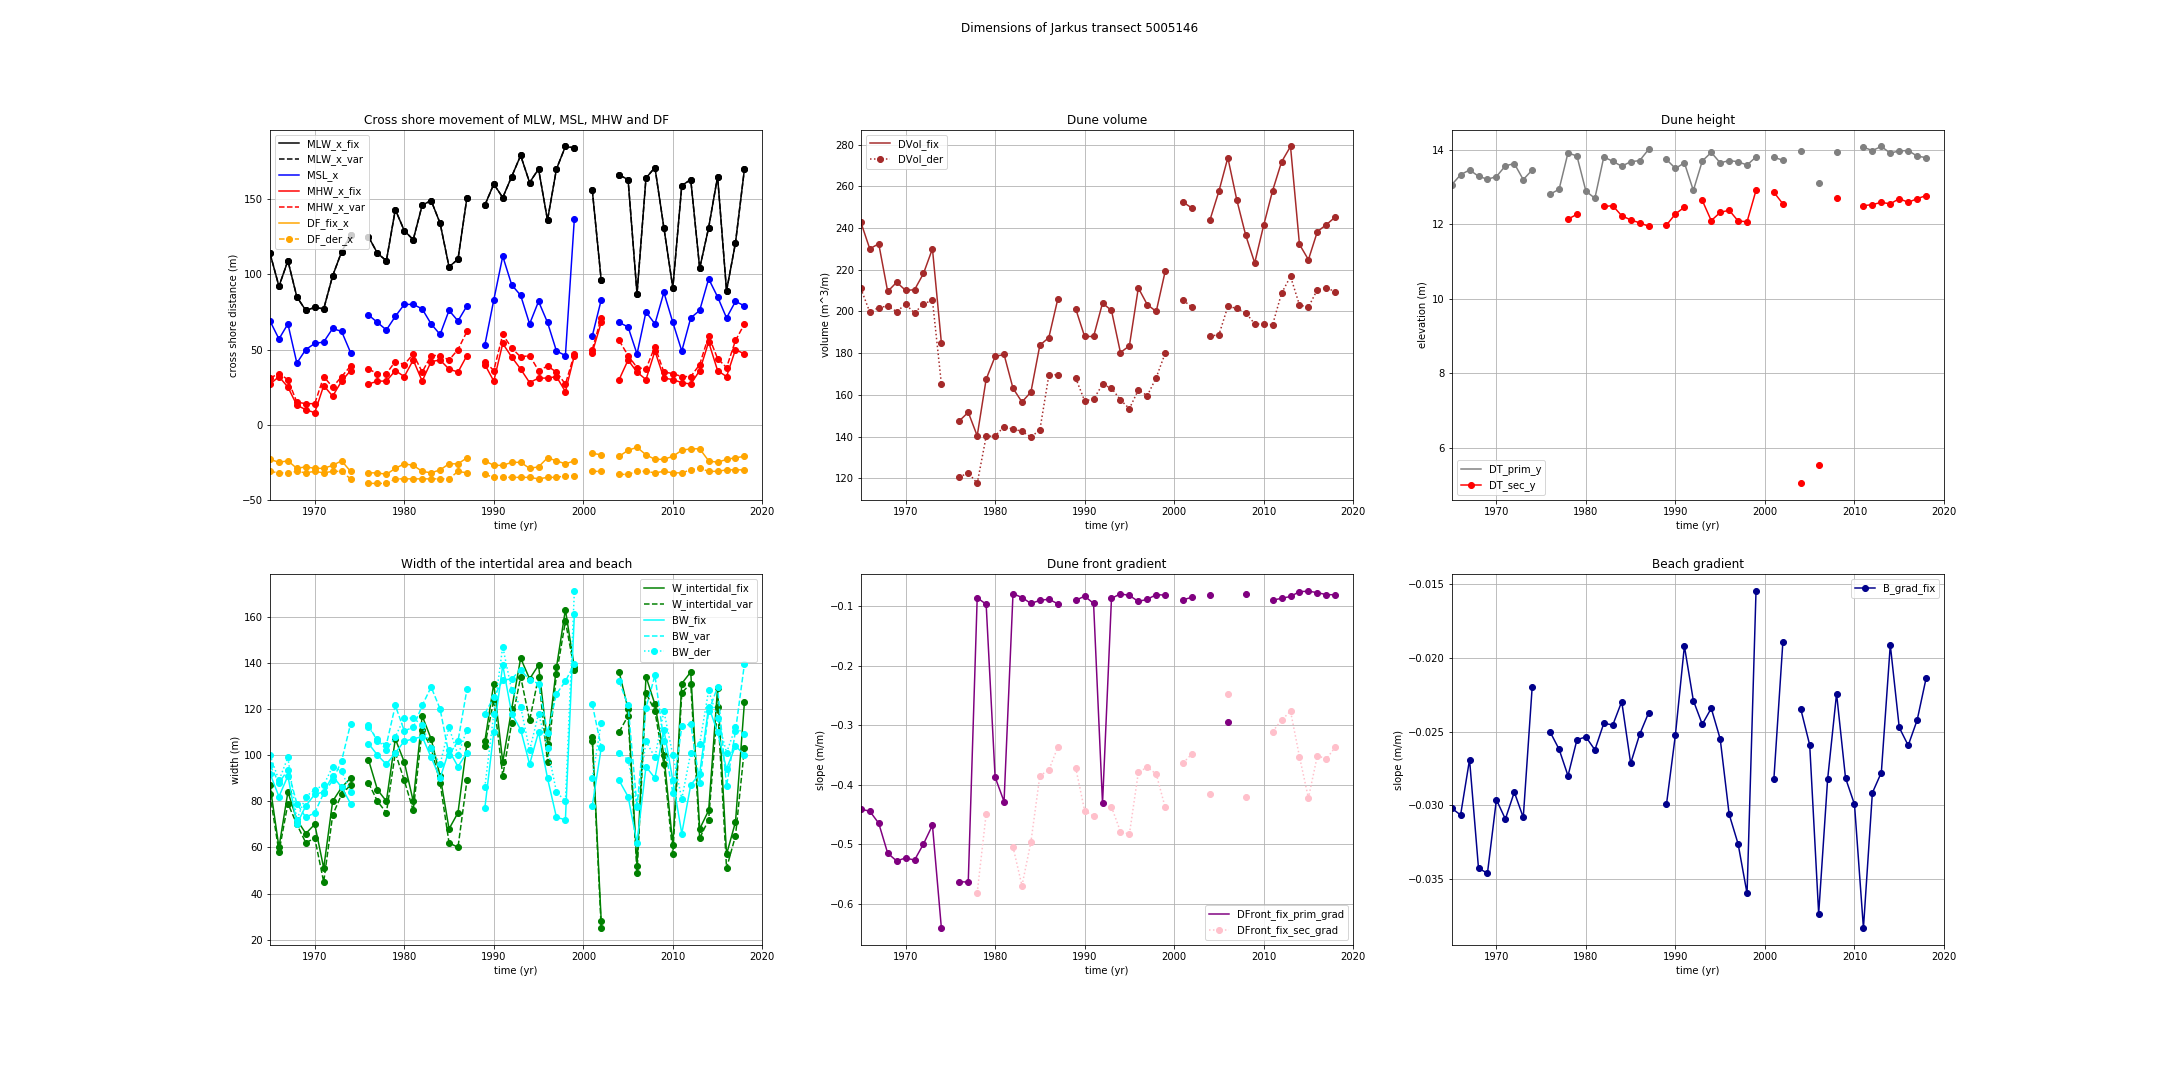 Dimensions of Jarkus transect 5005146
Cross shore movement of MLW, MSL, MHW and DF
MLW_x_fix
MLW_x_var
MSL_x
MHW_x_fix
MHW_x_var
DF_fix_x
DF_der_x
150
100
50
0
−50
cross shore distance (m)
1970 1980 1990 2000 2010 2020
time (yr)
Dune volume
DVol_fix
DVol_der
280
260
240
220
200
180
160
140
120
volume (m^3/m)
1970 1980 1990 2000 2010 2020
time (yr)
Dune height
14
12
10
8
6
elevation (m)
DT_prim_y
DT_sec_y
1970 1980 1990 2000 2010 2020
time (yr)
Width of the intertidal area and beach
W_intertidal_fix
W_intertidal_var
BW_fix
BW_var
BW_der
160
140
120
100
80
60
40
20
width (m)
1970 1980 1990 2000 2010 2020
time (yr)
Dune front gradient
−0.1
−0.2
−0.3
−0.4
−0.5
−0.6
slope (m/m)
DFront_fix_prim_grad
DFront_fix_sec_grad
1970 1980 1990 2000 2010 2020
time (yr)
Beach gradient
B_grad_fix
−0.015
−0.020
−0.025
−0.030
−0.035
slope (m/m)
1970 1980 1990 2000 2010 2020
time (yr)